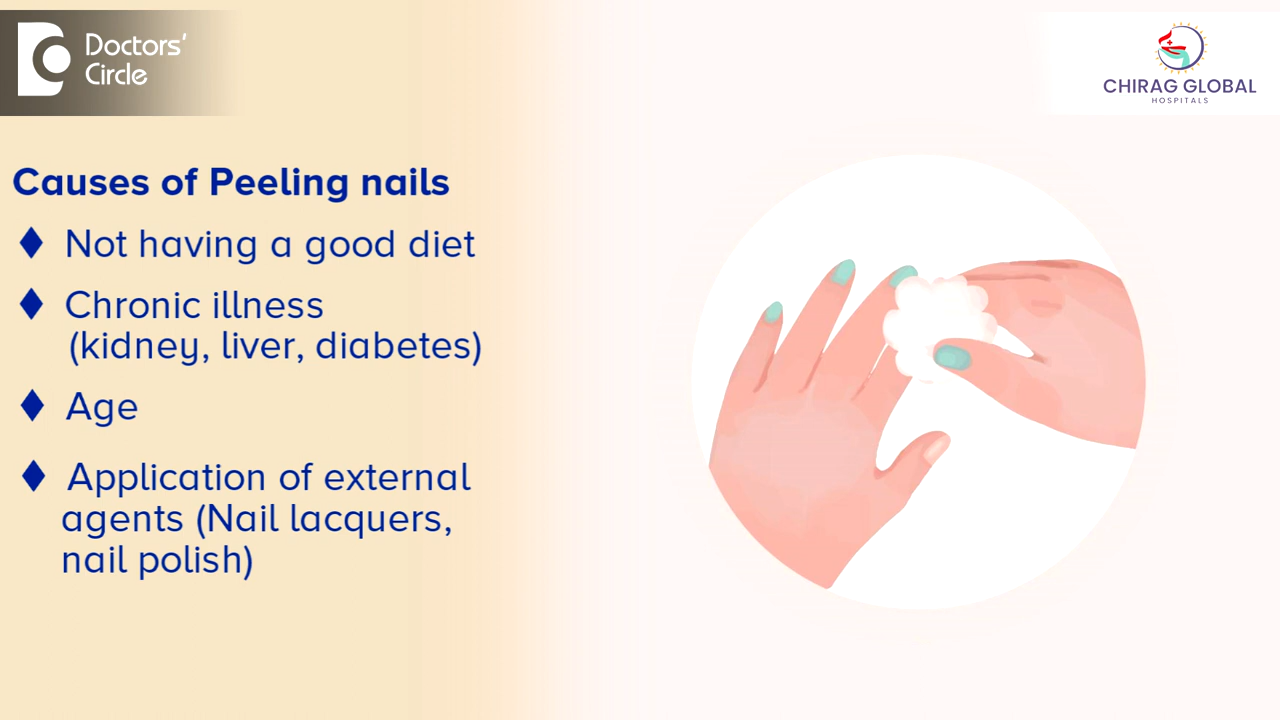 Doctors'
Circle
CHIRAG GLOBAL
HOSPITALS
Causes of Peeling nails
♦ Not having a good diet
♦ Chronic illness
(kidney, liver, diabetes)
♦ Age
♦ Application of external
agents (Nail lacquers,
nail polish)